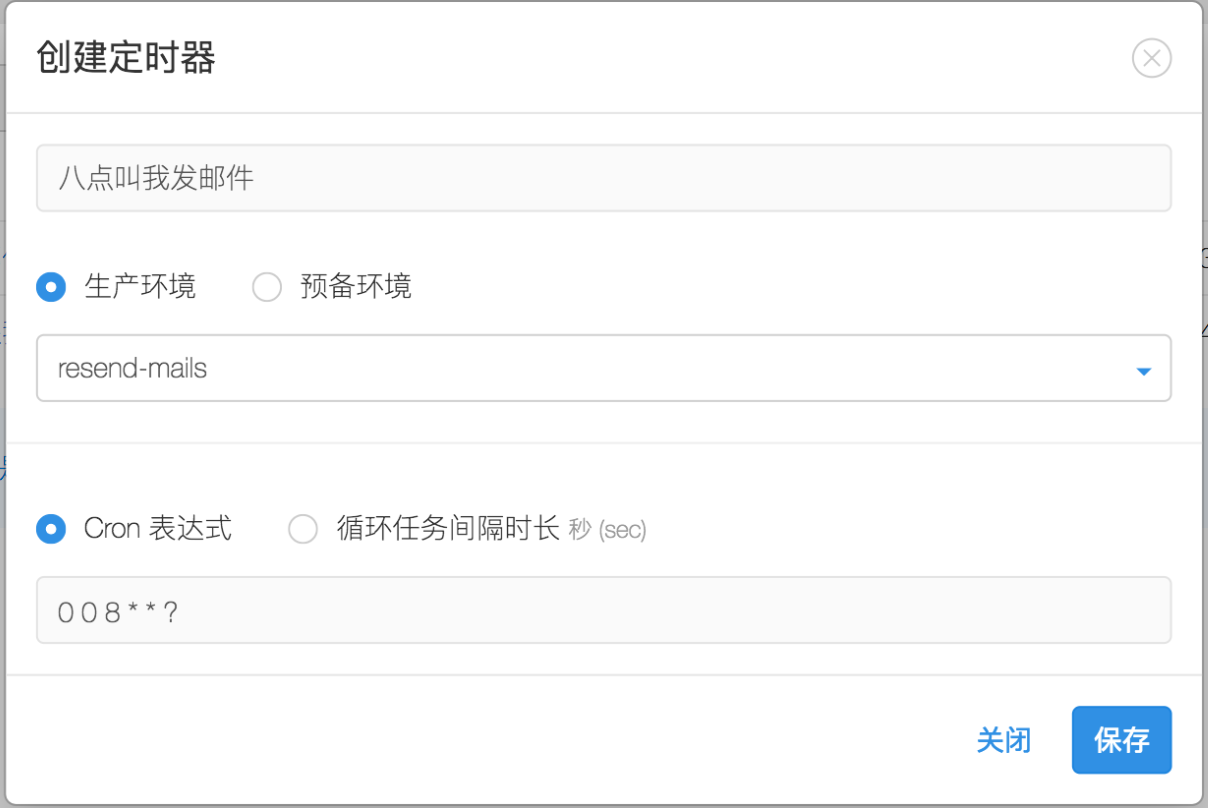 创建定时器
八点叫我发邮件
生产环境 预备环境
resend-mails
Cron 表达式 循环任务间隔时长 秒 (sec)
0 0 8 * * ?
关闭 保存